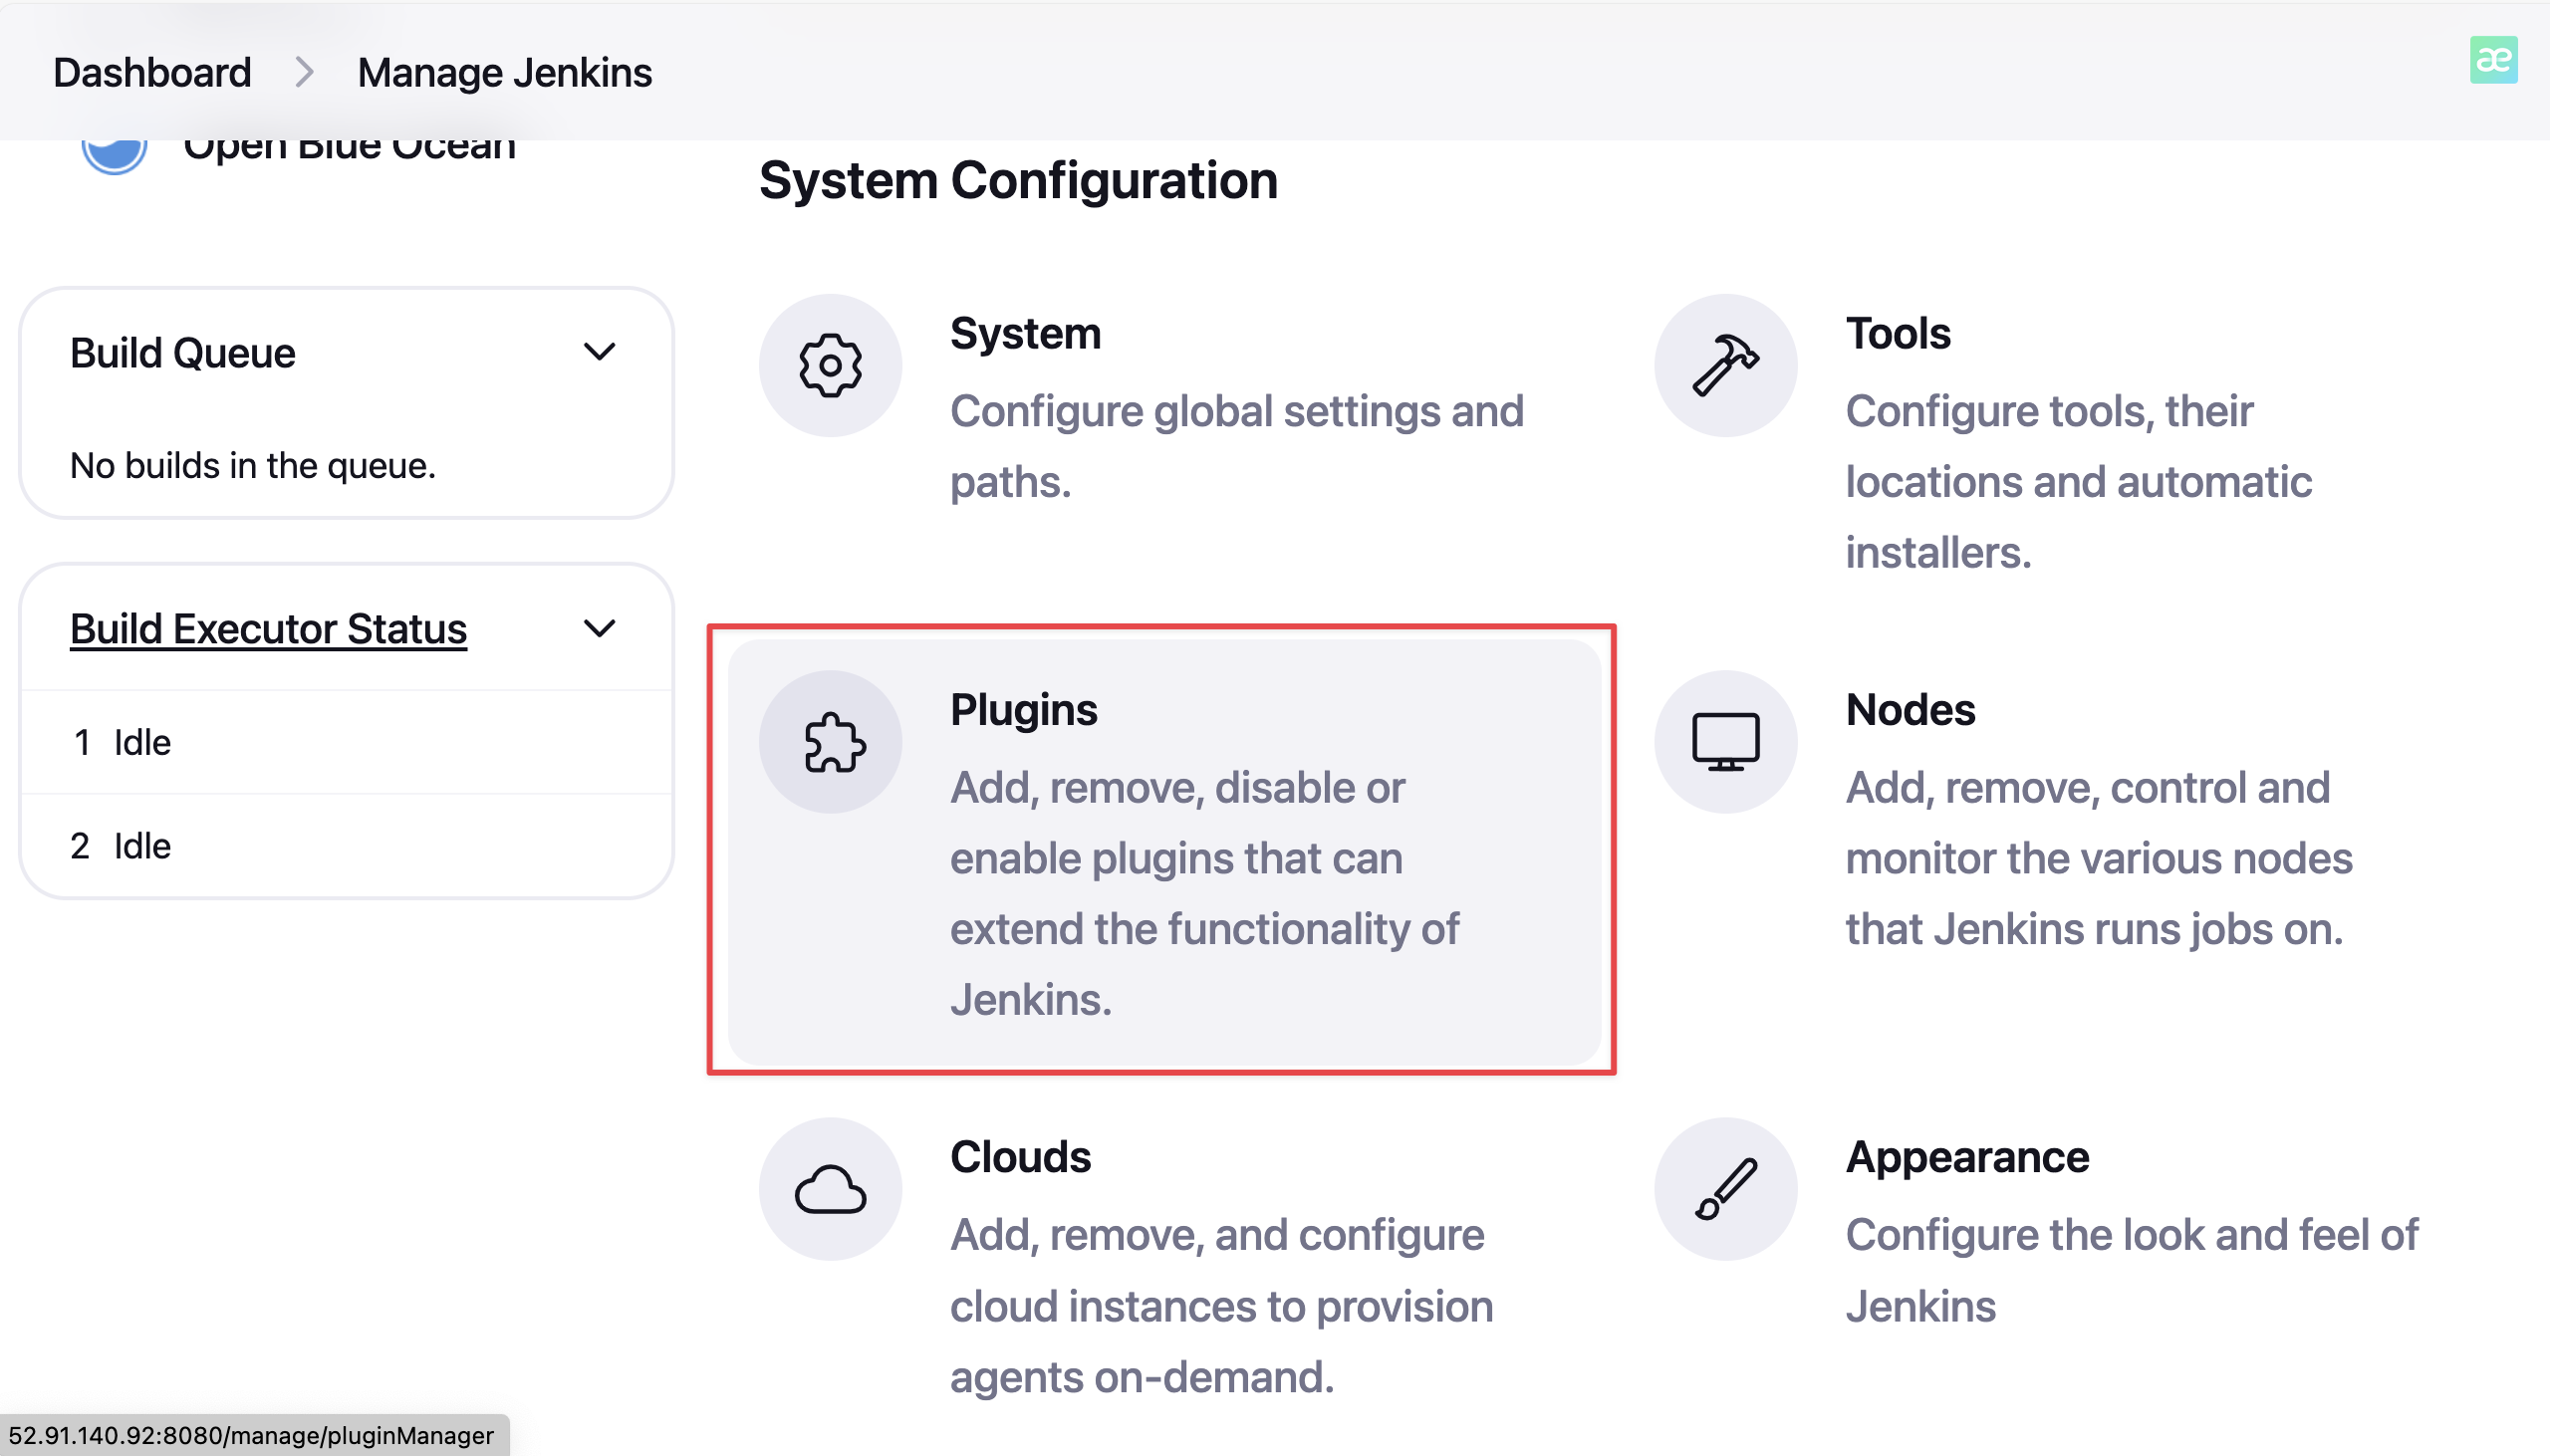 Dashboard
Manage Jenkins
æ
Open Blue Ocean
Build Queue
No builds in the queue.
Build Executor Status
1 Idle
2 Idle
System Configuration
System
Configure global settings and
paths.
Tools
Configure tools, their
locations and automatic
installers.
Plugins
Add, remove, disable or
enable plugins that can
extend the functionality of
Jenkins.
Nodes
Add, remove, control and
monitor the various nodes
that Jenkins runs jobs on.
Clouds
Add, remove, and configure
cloud instances to provision
agents on-demand.
Appearance
Configure the look and feel of
Jenkins
52.91.140.92:8080/manage/pluginManager